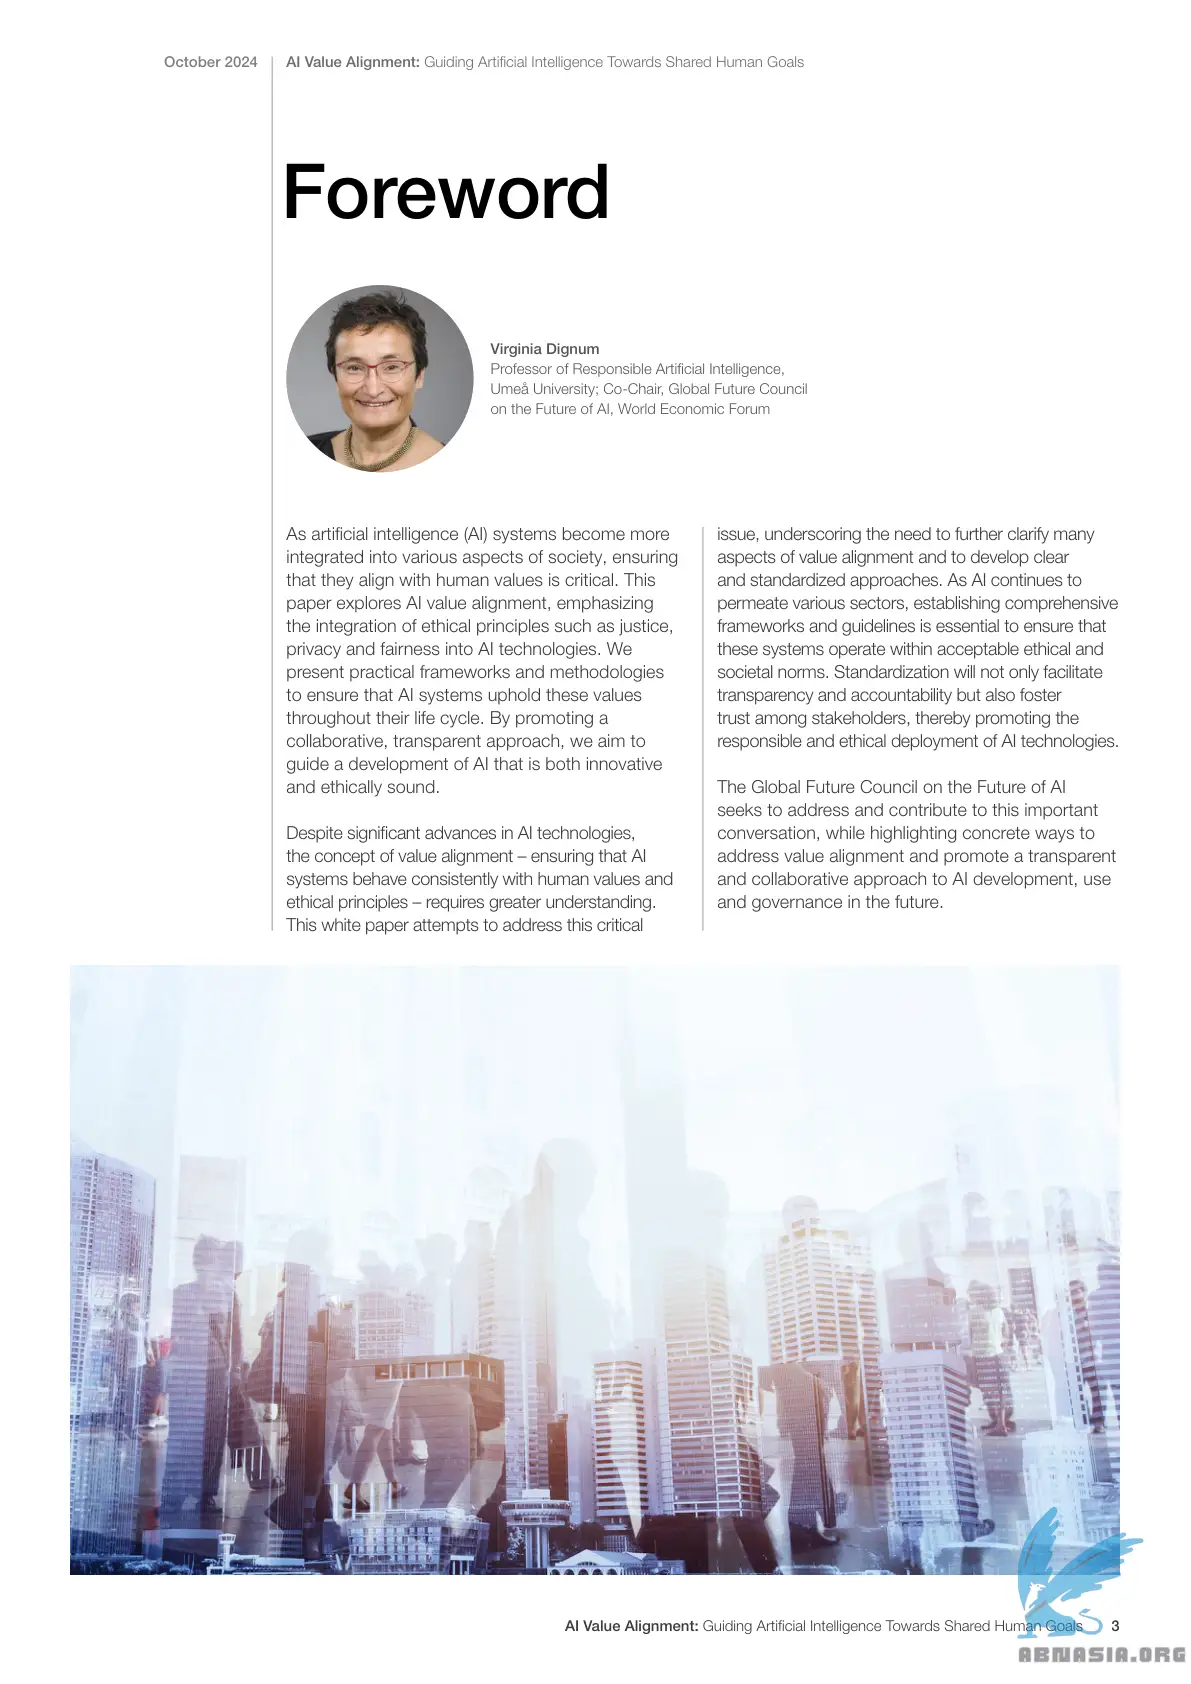 October 2024
AI Value Alignment: Guiding Artificial Intelligence Towards Shared Human Goals
Foreword
Virginia Dignum
Professor of Responsible Artificial Intelligence,
Umeå University; Co-Chair, Global Future Council
on the Future of AI, World Economic Forum
As artificial intelligence (AI) systems become more
integrated into various aspects of society, ensuring
that they align with human values is critical. This
paper explores AI value alignment, emphasizing
the integration of ethical principles such as justice,
privacy and fairness into AI technologies. We
present practical frameworks and methodologies
to ensure that AI systems uphold these values
throughout their life cycle. By promoting a
collaborative, transparent approach, we aim to
guide a development of AI that is both innovative
and ethically sound.
Despite significant advances in AI technologies,
the concept of value alignment – ensuring that AI
systems behave consistently with human values and
ethical principles – requires greater understanding.
This white paper attempts to address this critical
issue, underscoring the need to further clarify many
aspects of value alignment and to develop clear
and standardized approaches. As AI continues to
permeate various sectors, establishing comprehensive
frameworks and guidelines is essential to ensure that
these systems operate within acceptable ethical and
societal norms. Standardization will not only facilitate
transparency and accountability but also foster
trust among stakeholders, thereby promoting the
responsible and ethical deployment of AI technologies.
The Global Future Council on the Future of AI
seeks to address and contribute to this important
conversation, while highlighting concrete ways to
address value alignment and promote a transparent
and collaborative approach to AI development, use
and governance in the future.
AI Value Alignment: Guiding Artificial Intelligence Towards Shared Human Goals
3
ABNASIA.ORG